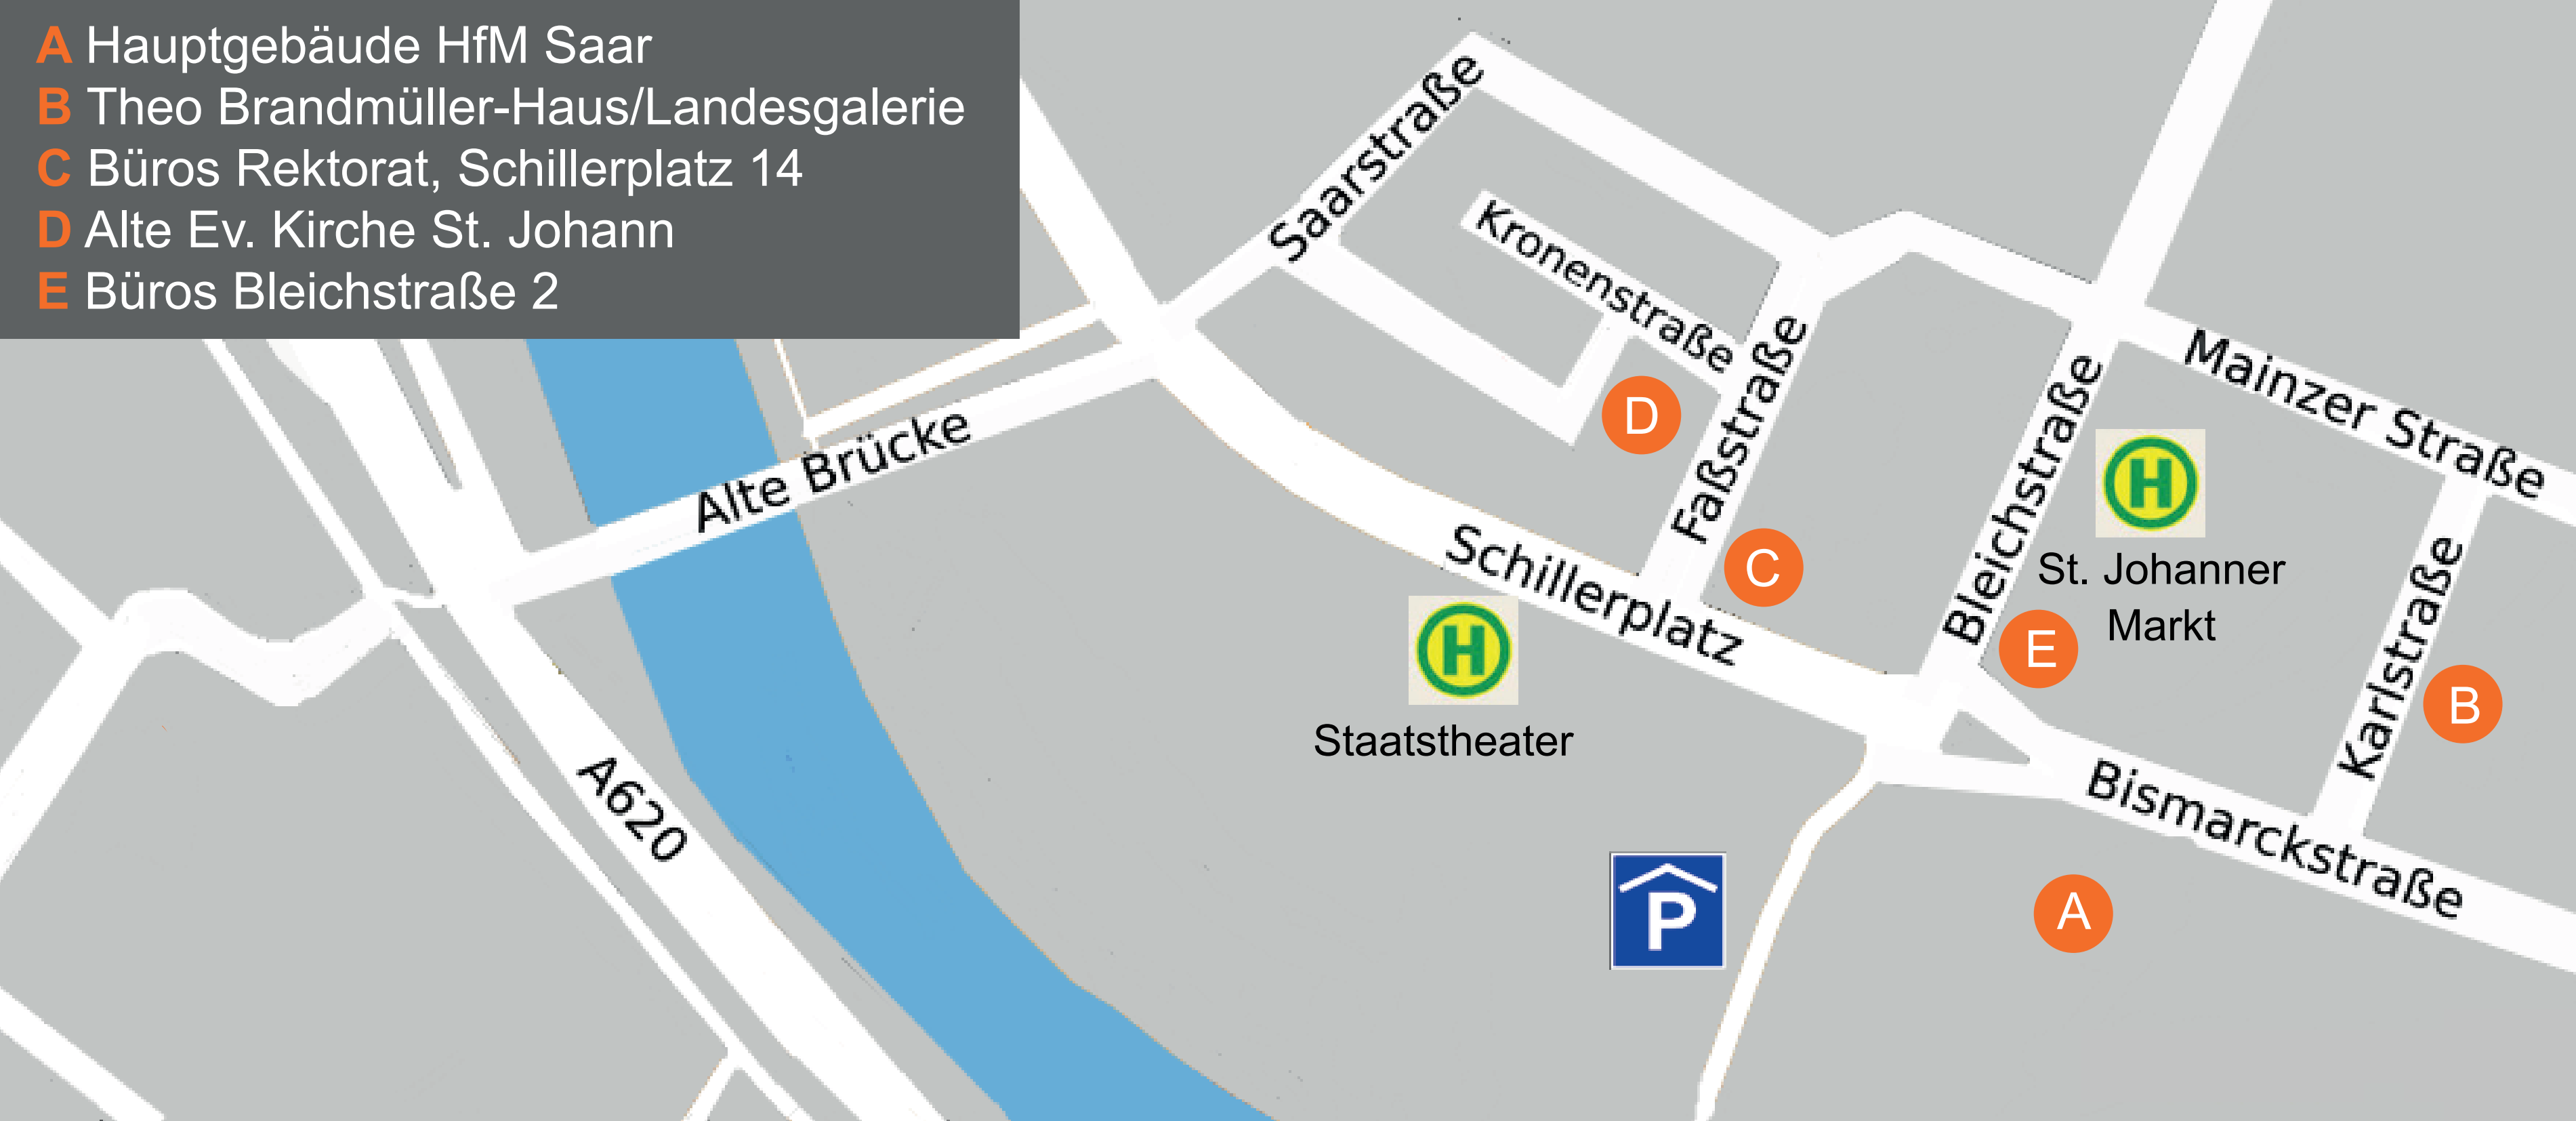 A Hauptgebäude HfM Saar
B Theo Brandmüller-Haus/Landesgalerie
C Büros Rektorat, Schillerplatz 14
D Alte Ev. Kirche St. Johann
E Büros Bleichstraße 2
Saarstraße
Kronenstraße
Faßstraße
Mainzer Straße
Bleichstraße
D
Alte Brücke
H
St. Johanner
Markt
C
Schillerplatz
H
Staatstheater
E
Karlstraße
B
A620
Bismarckstraße
P
A